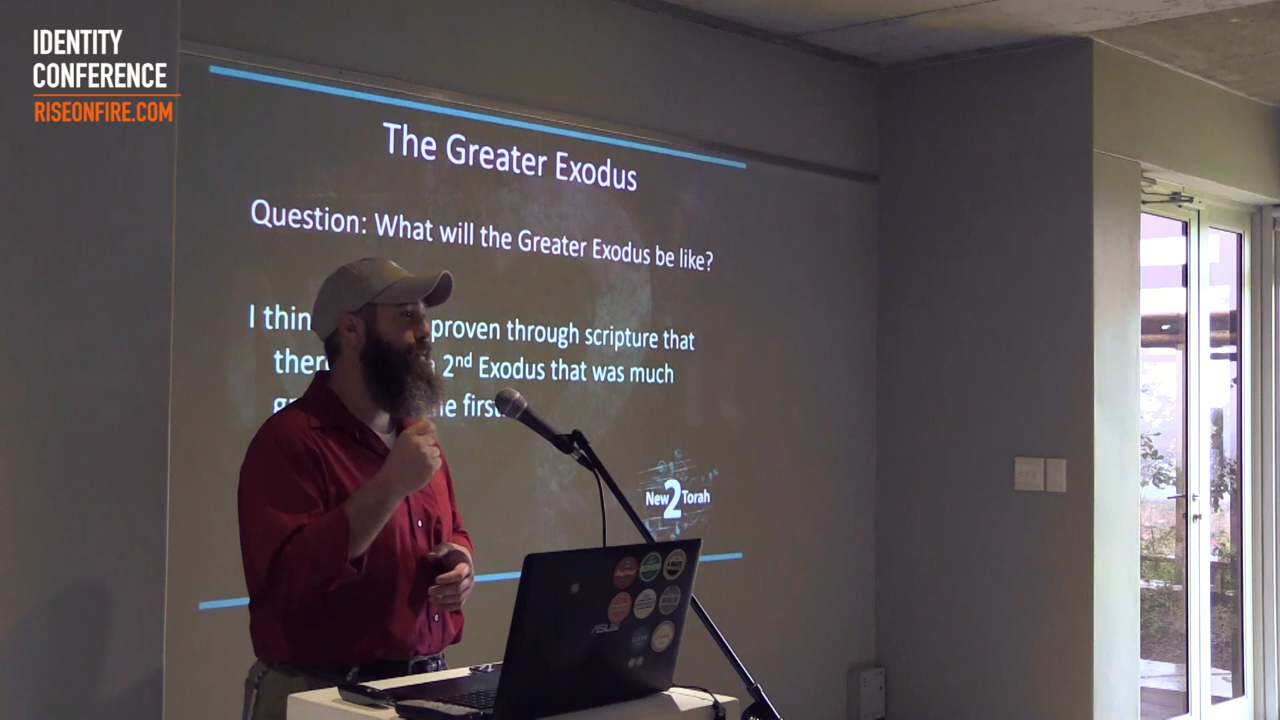 IDENTITY
CONFERENCE
RISEONFIRE.COM
The Greater Exodus
Question: What will the Greater Exodus be like?
I thin proven through scripture that
2nd Exodus that was much
first
New 2 Torah
ASUS